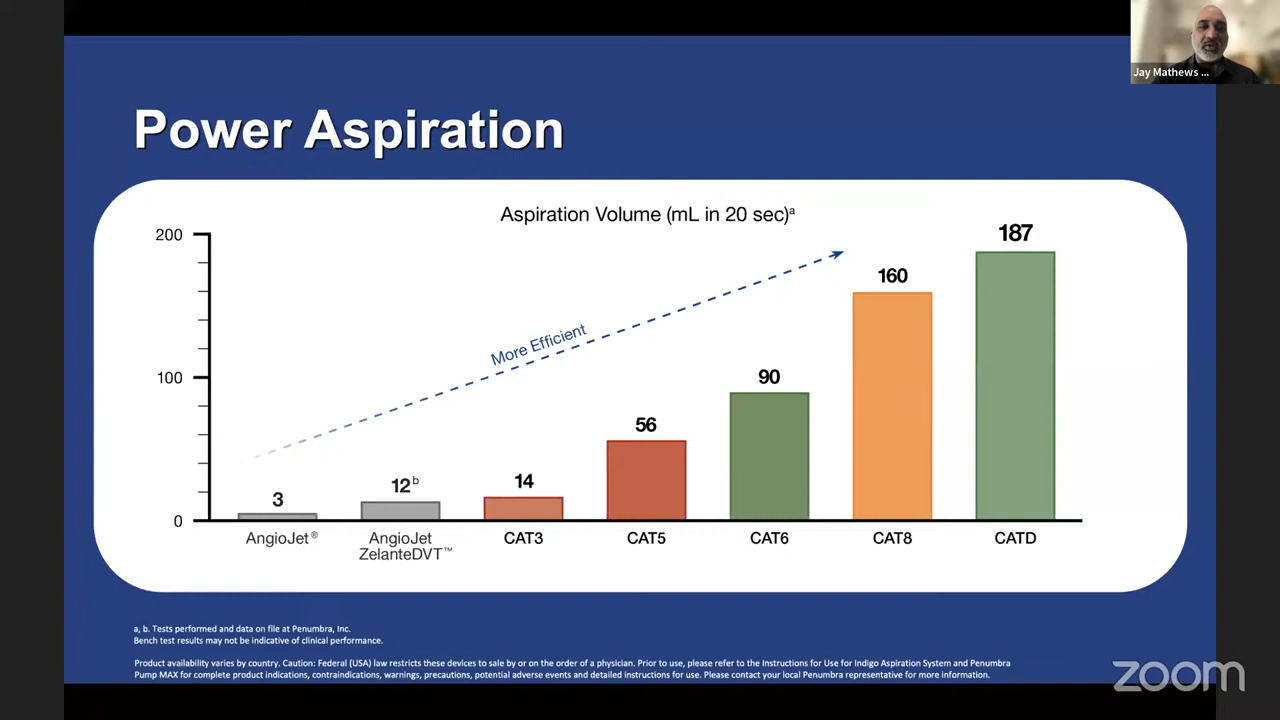 Jay Mathews ...
Power Aspiration
Aspiration Volume (mL in 20 sec)ᵃ
200
100
0
More Efficient
3
12ᵇ
14
56
90
160
187
AngioJet®
AngioJet
ZelanteDVT™
CAT3
CAT5
CAT6
CAT8
CATD
a, b. Tests performed and data on file at Penumbra, Inc.
Bench test results may not be indicative of clinical performance.
Product availability varies by country. Caution: Federal (USA) law restricts these devices to sale by or on the order of a physician. Prior to use, please refer to the Instructions for Use for Indigo Aspiration System and Penumbra
Pump MAX for complete product indications, contraindications, warnings, precautions, potential adverse events and detailed instructions for use. Please contact your local Penumbra representative for more information.
zoom